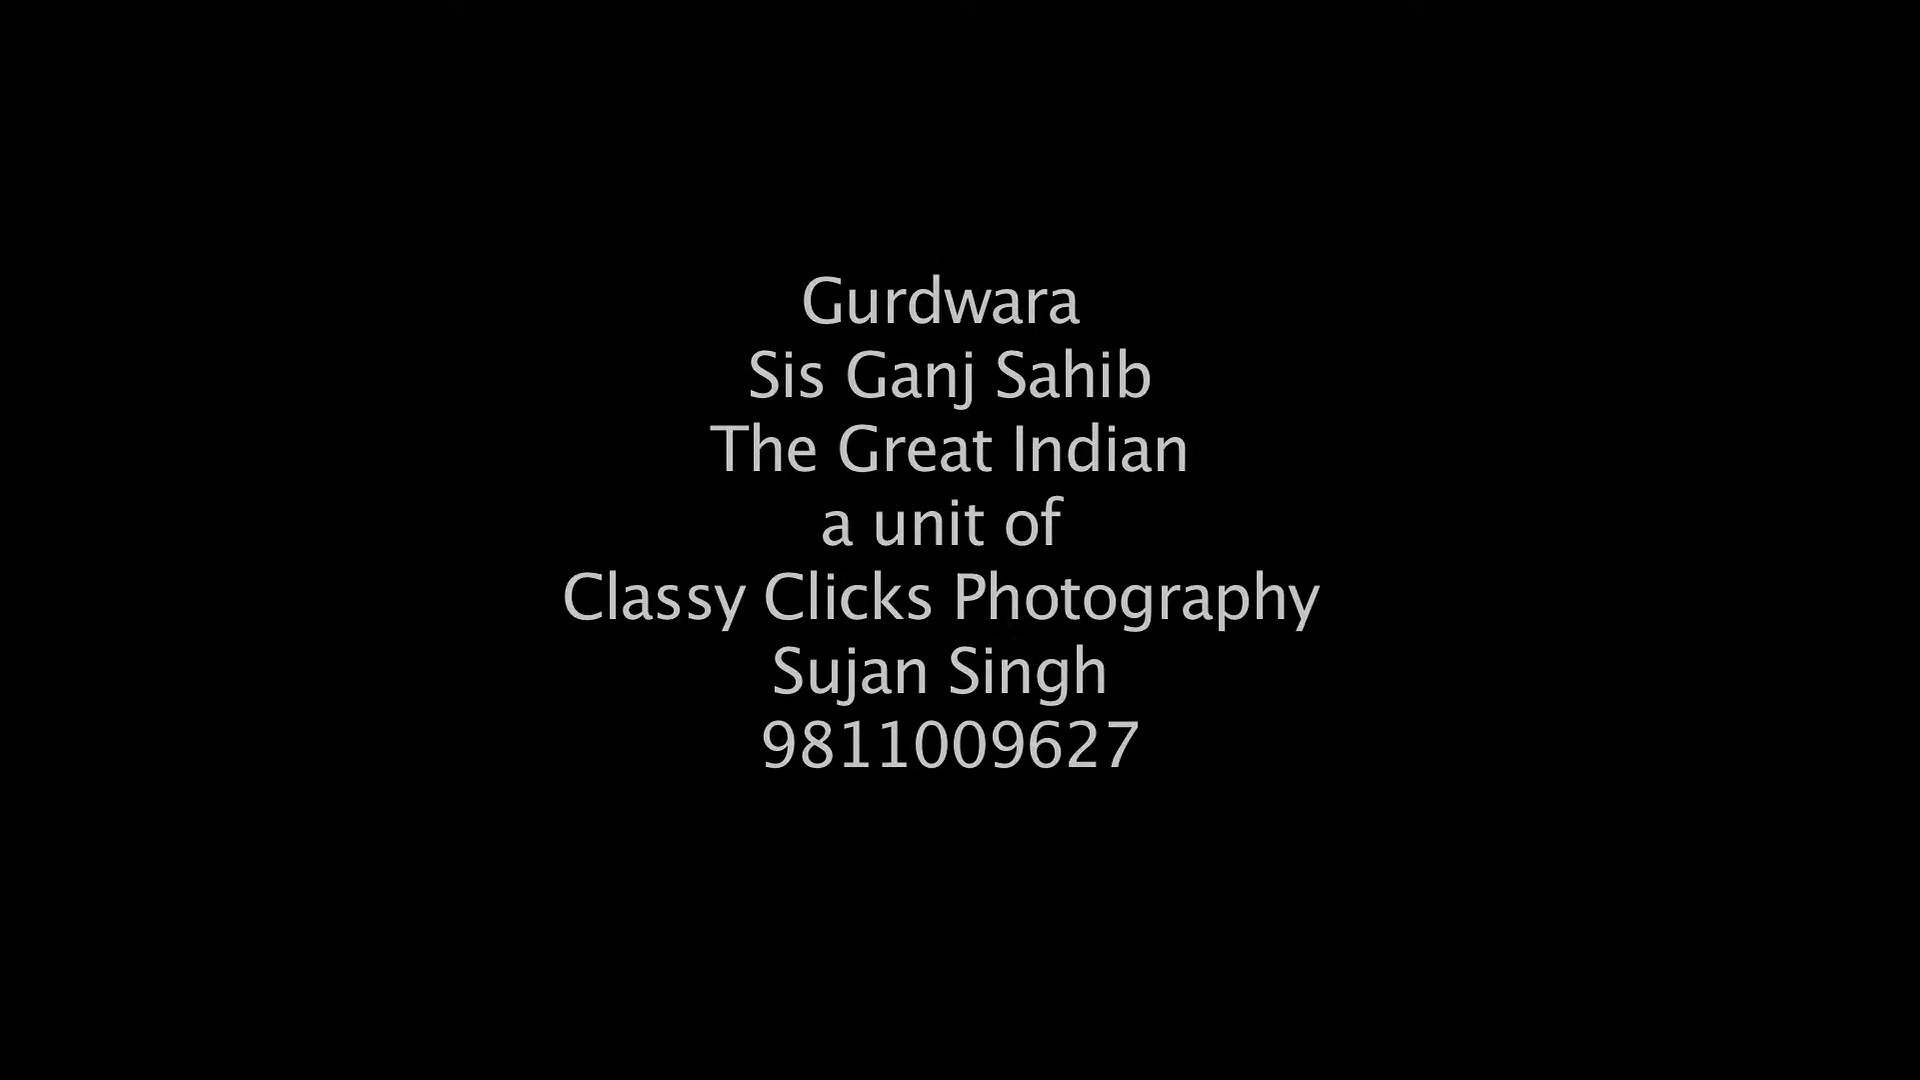 Gurdwara
Sis Ganj Sahib
The Great Indian
a unit of
Classy Clicks Photography
Sujan Singh
9811009627